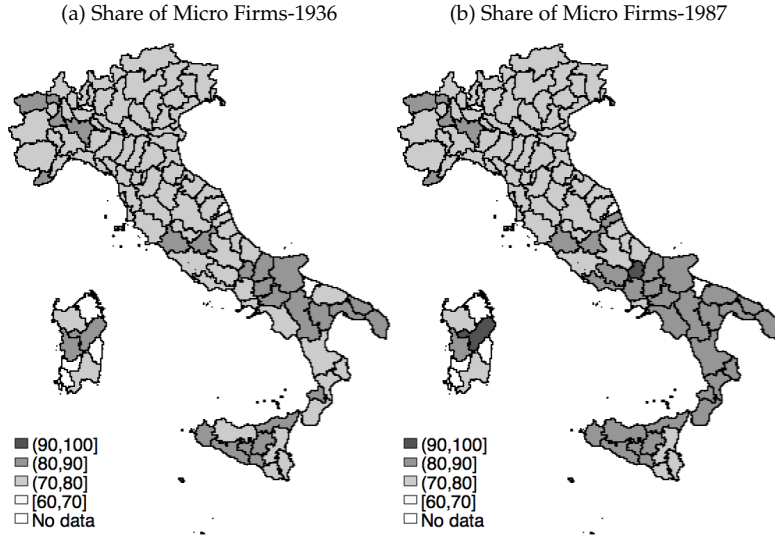 (a) Share of Micro Firms-1936
(b) Share of Micro Firms-1987
(90,100]
(80,90]
(70,80]
[60,70]
No data
(90,100]
(80,90]
(70,80]
[60,70]
No data